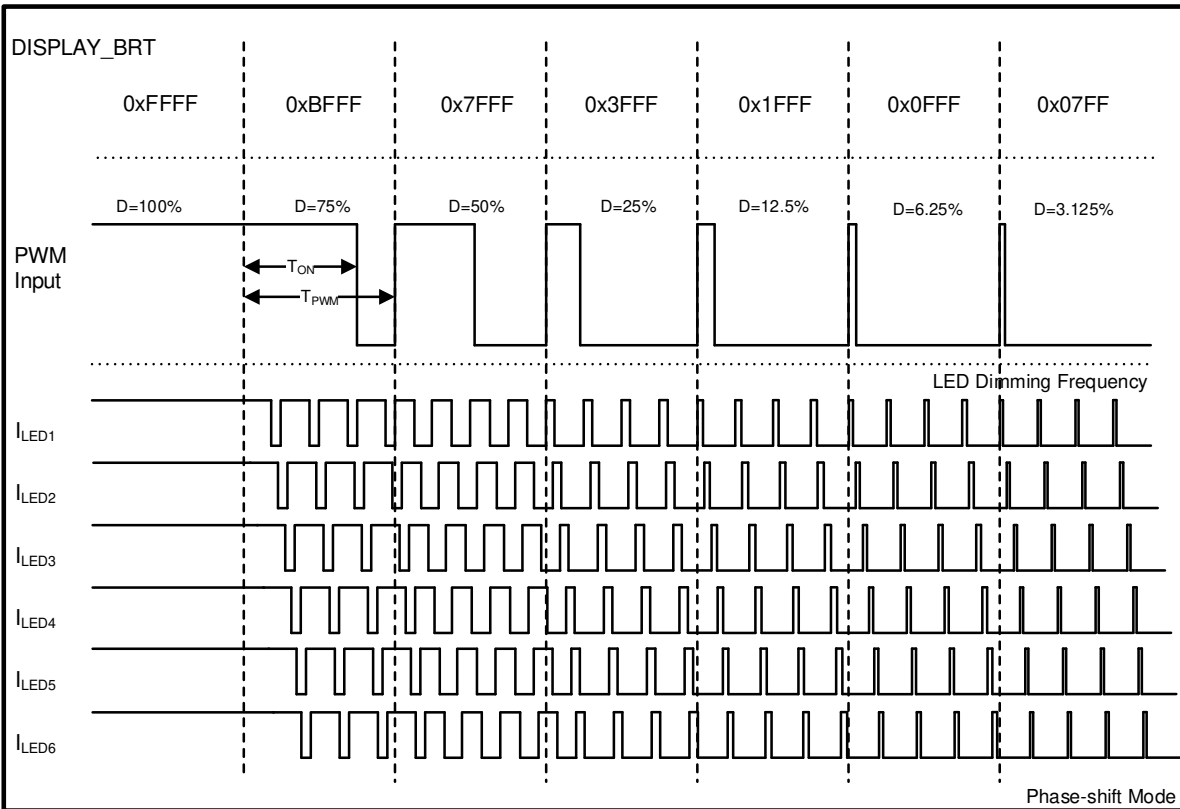 DISPLAY_BRT
0xFFFF 0xBFFF 0x7FFF 0x3FFF 0x1FFF 0x0FFF 0x07FF
D=100% D=75% D=50% D=25% D=12.5% D=6.25% D=3.125%
PWM
Input
TON
TPWM
LED Dimming Frequency
ILED1
ILED2
ILED3
ILED4
ILED5
ILED6
Phase-shift Mode